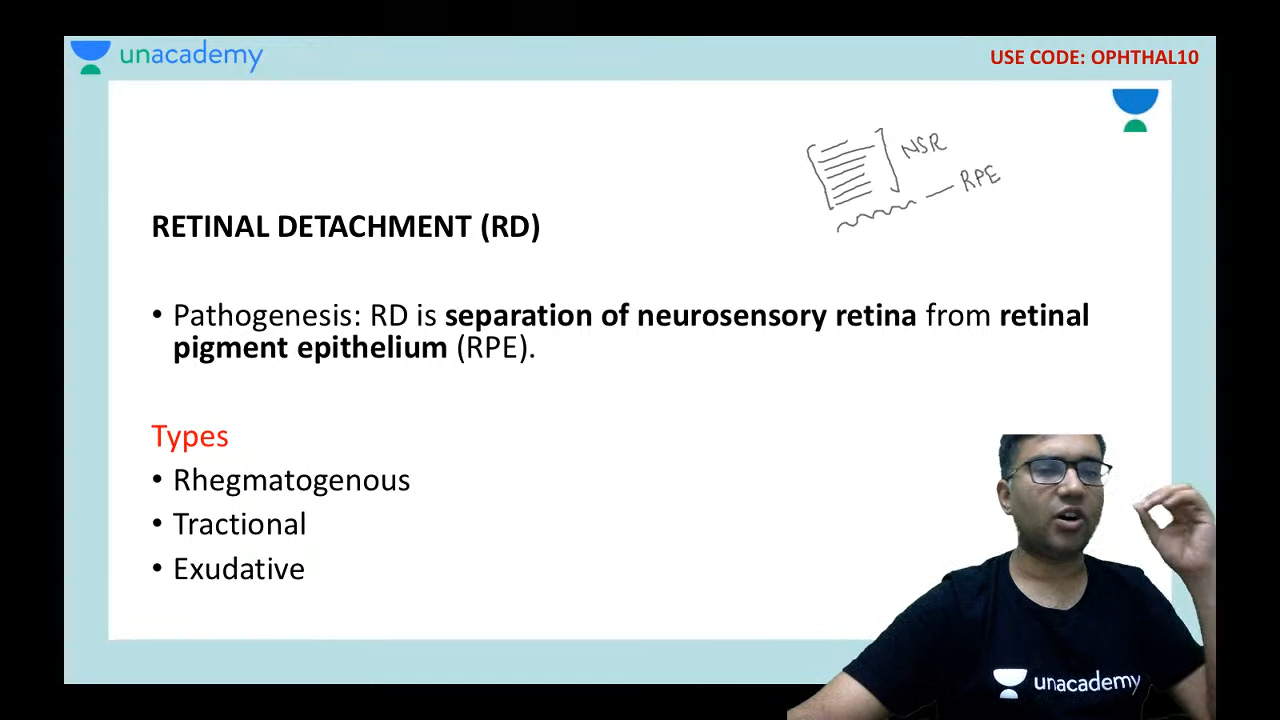 unacademy
USE CODE: OPHTHAL10
NSR
RPE
RETINAL DETACHMENT (RD)
• Pathogenesis: RD is separation of neurosensory retina from retinal
pigment epithelium (RPE).
Types
• Rhegmatogenous
• Tractional
• Exudative
unacademy